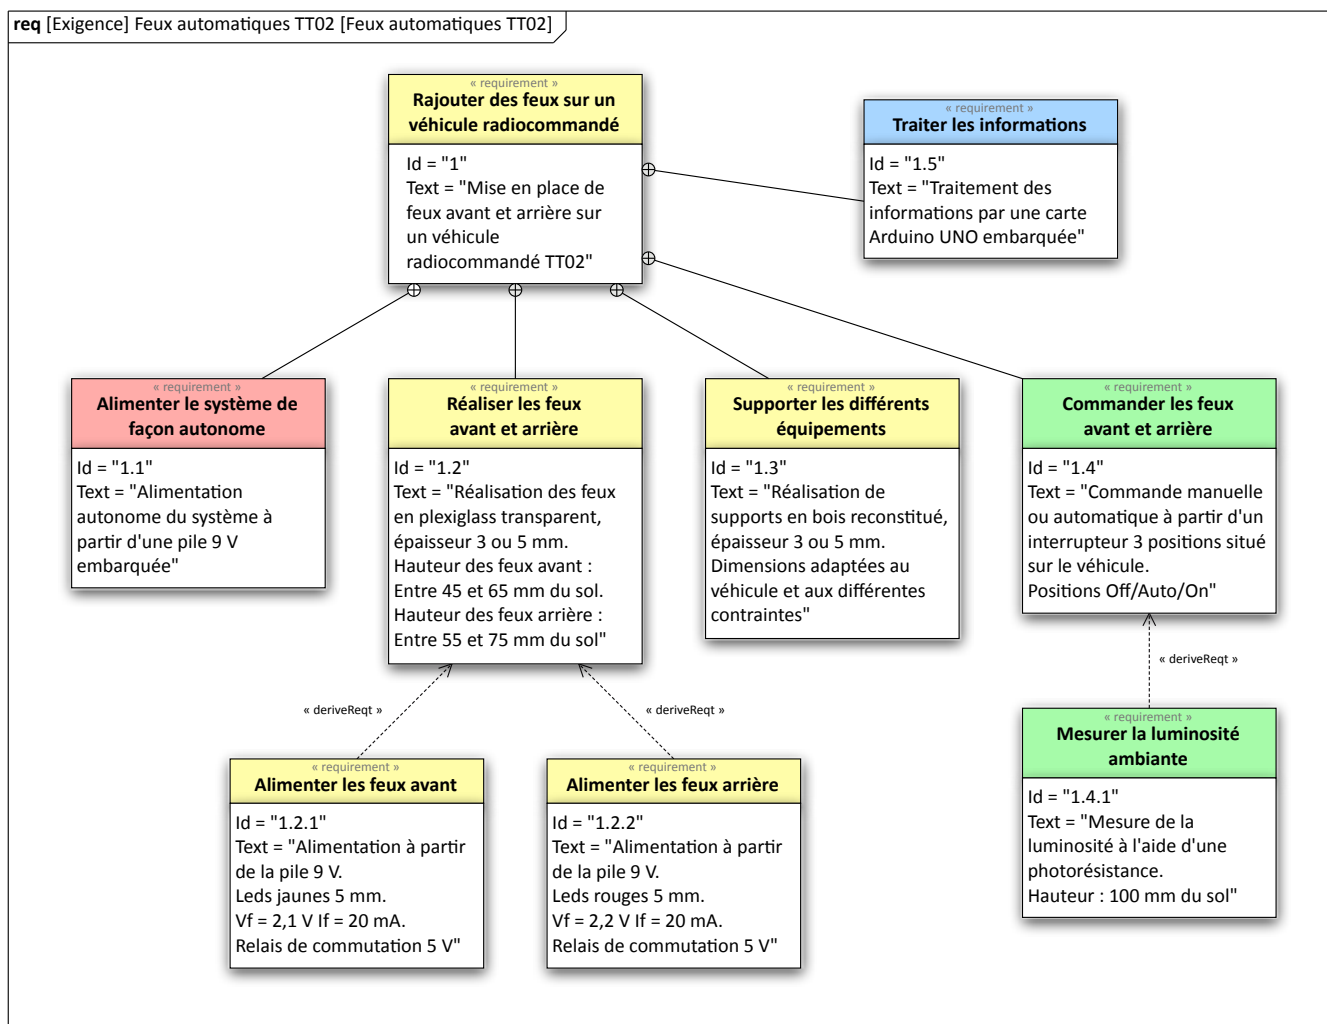 req [Exigence] Feux automatiques TT02 [Feux automatiques TT02]
« requirement »
Rajouter des feux sur un
véhicule radiocommandé
Id = "1"
Text = "Mise en place de
feux avant et arrière sur
un véhicule
radiocommandé TT02"
« requirement »
Traiter les informations
Id = "1.5"
Text = "Traitement des
informations par une carte
Arduino UNO embarquée"
« requirement »
Alimenter le système de
façon autonome
Id = "1.1"
Text = "Alimentation
autonome du système à
partir d'une pile 9 V
embarquée"
« requirement »
Réaliser les feux
avant et arrière
Id = "1.2"
Text = "Réalisation des feux
en plexiglass transparent,
épaisseur 3 ou 5 mm.
Hauteur des feux avant :
Entre 45 et 65 mm du sol.
Hauteur des feux arrière :
Entre 55 et 75 mm du sol"
« requirement »
Supporter les différents
équipements
Id = "1.3"
Text = "Réalisation de
supports en bois reconstitué,
épaisseur 3 ou 5 mm.
Dimensions adaptées au
véhicule et aux différentes
contraintes"
« requirement »
Commander les feux
avant et arrière
Id = "1.4"
Text = "Commande manuelle
ou automatique à partir d'un
interrupteur 3 positions situé
sur le véhicule.
Positions Off/Auto/On"
« deriveReqt »
« deriveReqt »
« deriveReqt »
« requirement »
Alimenter les feux avant
Id = "1.2.1"
Text = "Alimentation à partir
de la pile 9 V.
Leds jaunes 5 mm.
Vf = 2,1 V If = 20 mA.
Relais de commutation 5 V"
« requirement »
Alimenter les feux arrière
Id = "1.2.2"
Text = "Alimentation à partir
de la pile 9 V.
Leds rouges 5 mm.
Vf = 2,2 V If = 20 mA.
Relais de commutation 5 V"
« requirement »
Mesurer la luminosité
ambiante
Id = "1.4.1"
Text = "Mesure de la
luminosité à l'aide d'une
photorésistance.
Hauteur : 100 mm du sol"